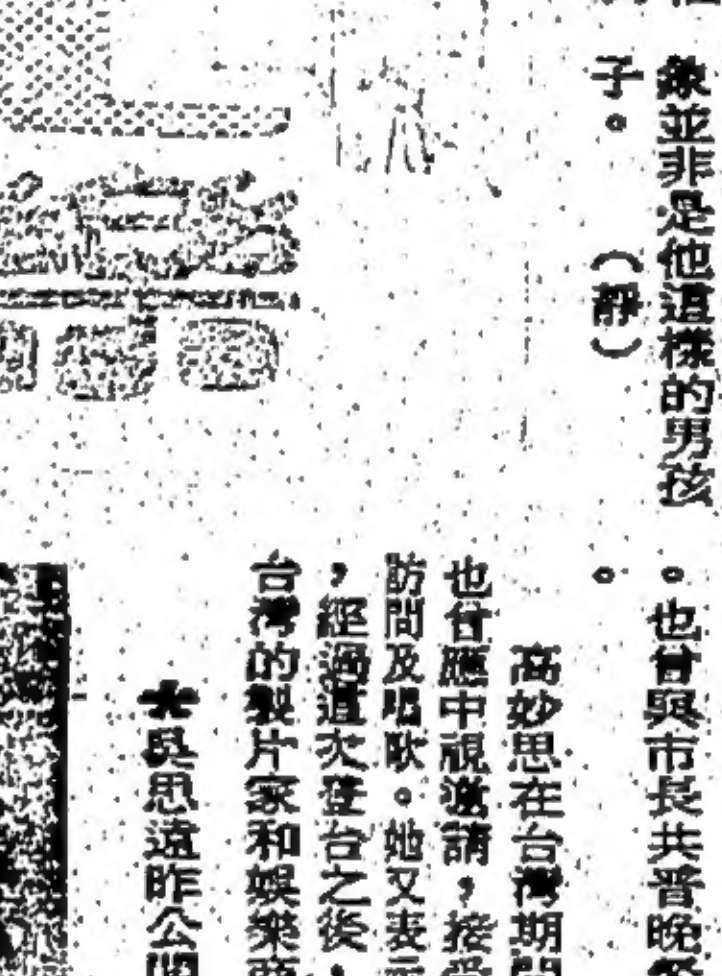 象並非是他這樣的男孩
子。 （靜）
。也曾與市長共晉晚餐
。
高妙思在台灣期間
也曾應中視邀請，接受
訪問及唱歌。她又表示
，經過這次登台之後，
台灣的製片家和娛樂商
★吳思遠昨公開